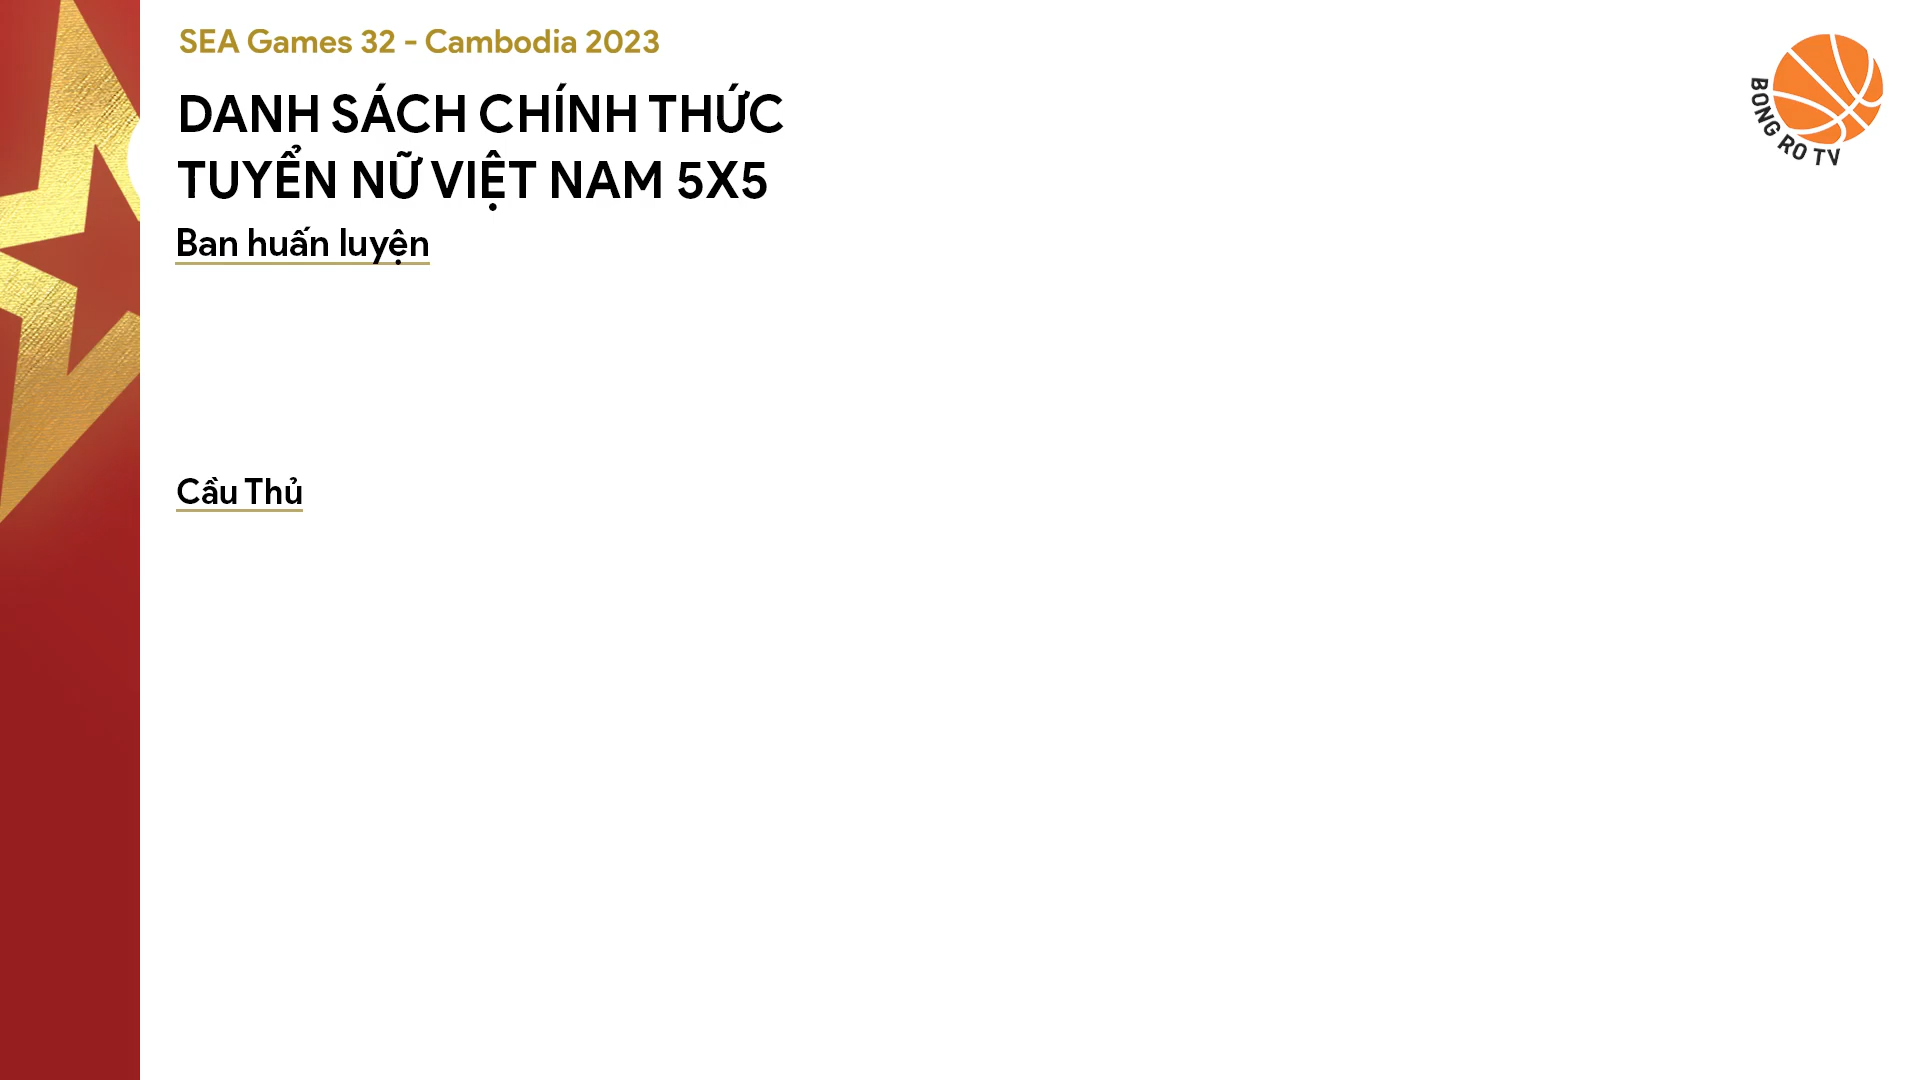 SEA Games 32 - Cambodia 2023
DANH SÁCH CHÍNH THỨC
TUYỂN NỮ VIỆT NAM 5X5
Ban huấn luyện
Cầu Thủ
BONG RO TV